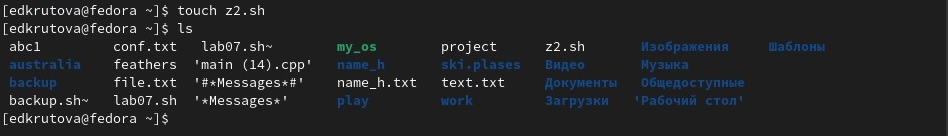 [edkrutova@fedora ~]$ touch z2.sh
[edkrutova@fedora ~]$ ls
abc1 conf.txt lab07.sh~ my_os project z2.sh Изображения Шаблоны
australia feathers 'main (14).cpp' name_h ski.plases Видео Музыка
backup file.txt '#*Messages*#' name_h.txt text.txt Документы Общедоступные
backup.sh~ lab07.sh '*Messages*' play work Загрузки 'Рабочий стол'
[edkrutova@fedora ~]$